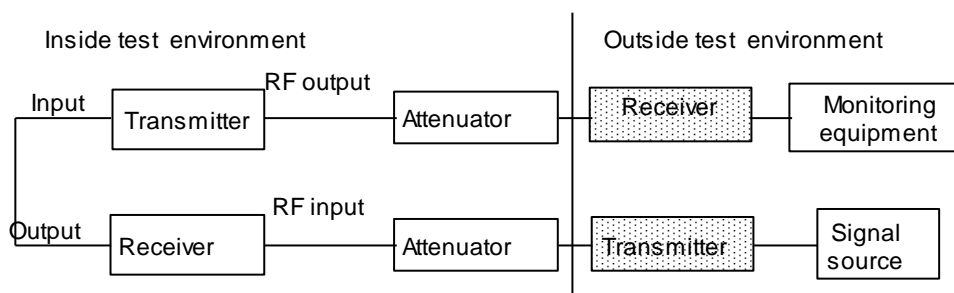 Inside test environment
Outside test environment
RF output
Input
Transmitter
Attenuator
Receiver
Monitoring
equipment
RF input
Output
Receiver
Attenuator
Transmitter
Signal
source